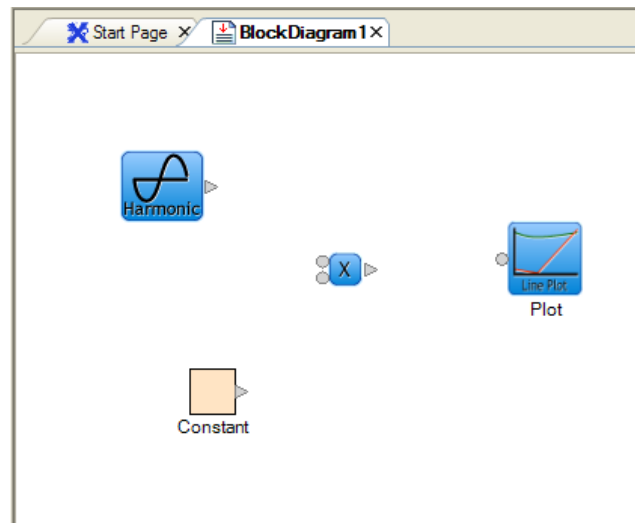 Start Page
BlockDiagram1
Harmonic
X
Line Plot
Plot
Constant